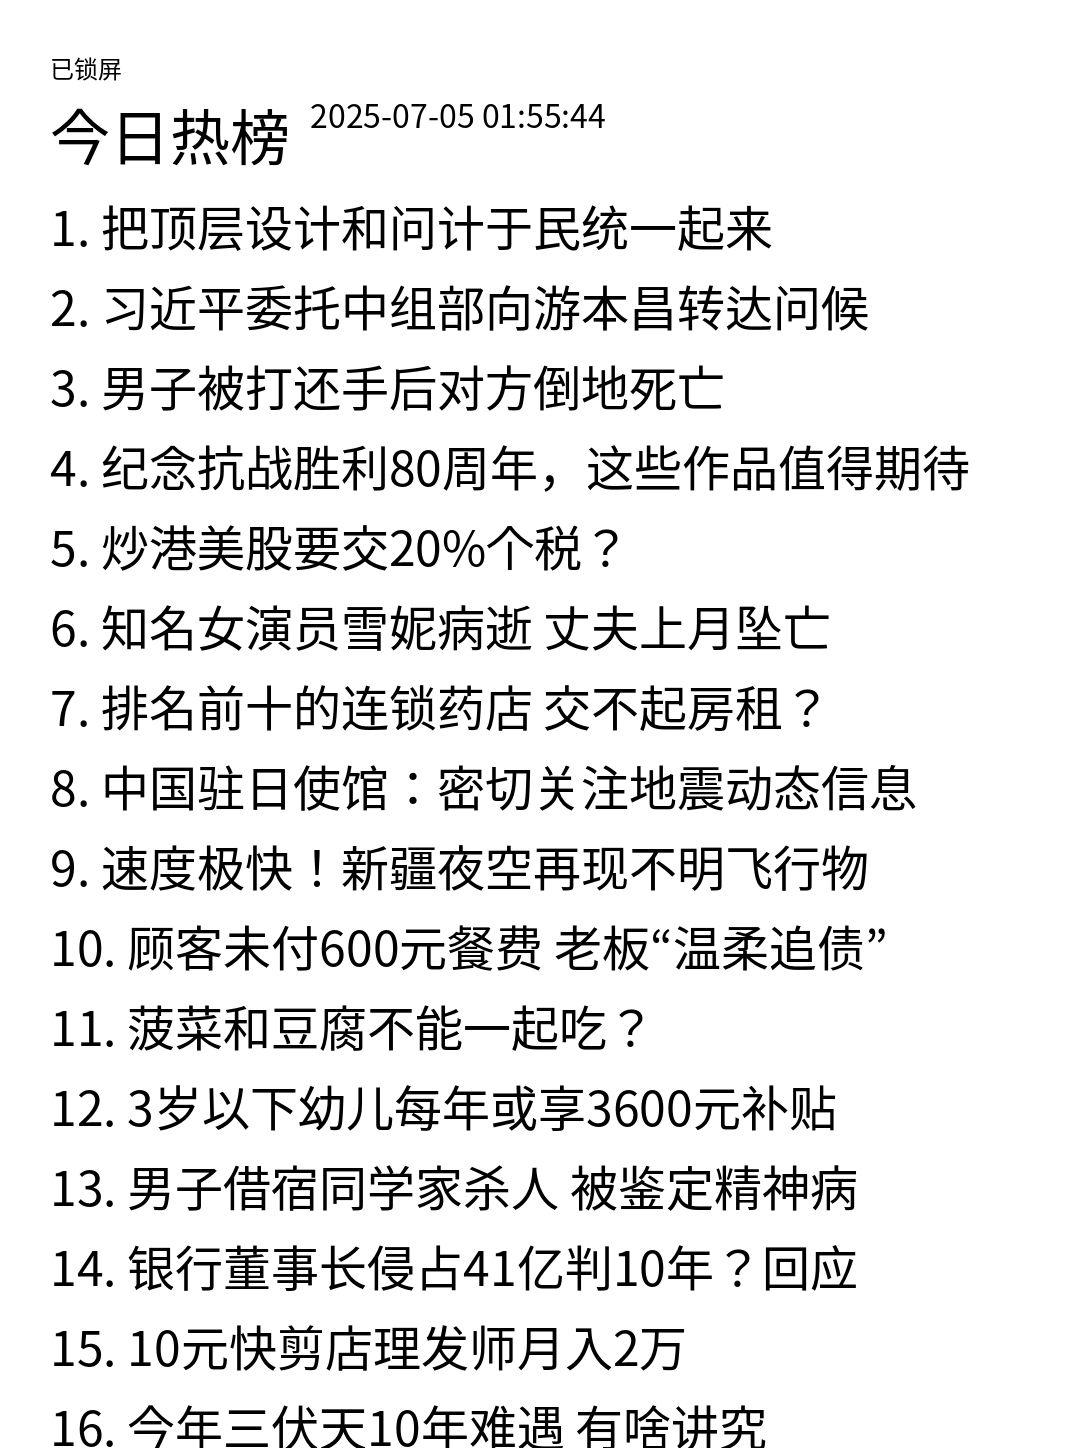 已锁屏
今日热榜 2025-07-05 01:55:44
1. 把顶层设计和问计于民统一起来
2. 习近平委托中组部向游本昌转达问候
3. 男子被打还手后对方倒地死亡
4. 纪念抗战胜利80周年，这些作品值得期待
5. 炒港美股要交20%个税？
6. 知名女演员雪妮病逝 丈夫上月坠亡
7. 排名前十的连锁药店 交不起房租？
8. 中国驻日使馆：密切关注地震动态信息
9. 速度极快！新疆夜空再现不明飞行物
10. 顾客未付600元餐费 老板“温柔追债”
11. 菠菜和豆腐不能一起吃？
12. 3岁以下幼儿每年或享3600元补贴
13. 男子借宿同学家杀人 被鉴定精神病
14. 银行董事长侵占41亿判10年？回应
15. 10元快剪店理发师月入2万
16. 今年三伏天10年难遇 有啥讲究